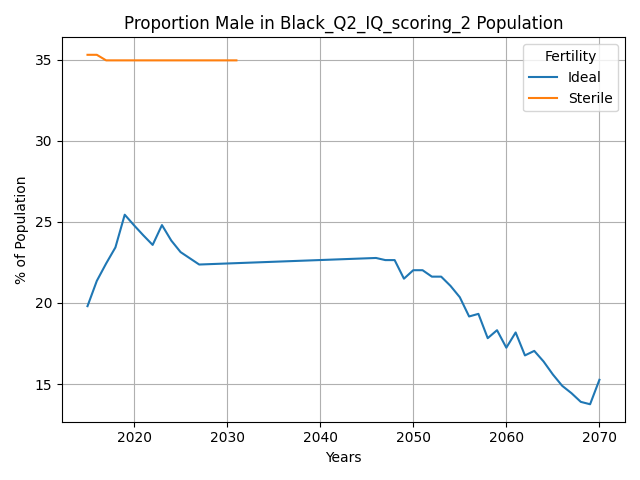 Proportion Male in Black_Q2_IQ_scoring_2 Population
Fertility
Ideal
Sterile
% of Population
35
30
25
20
15
2020 2030 2040 2050 2060 2070
Years